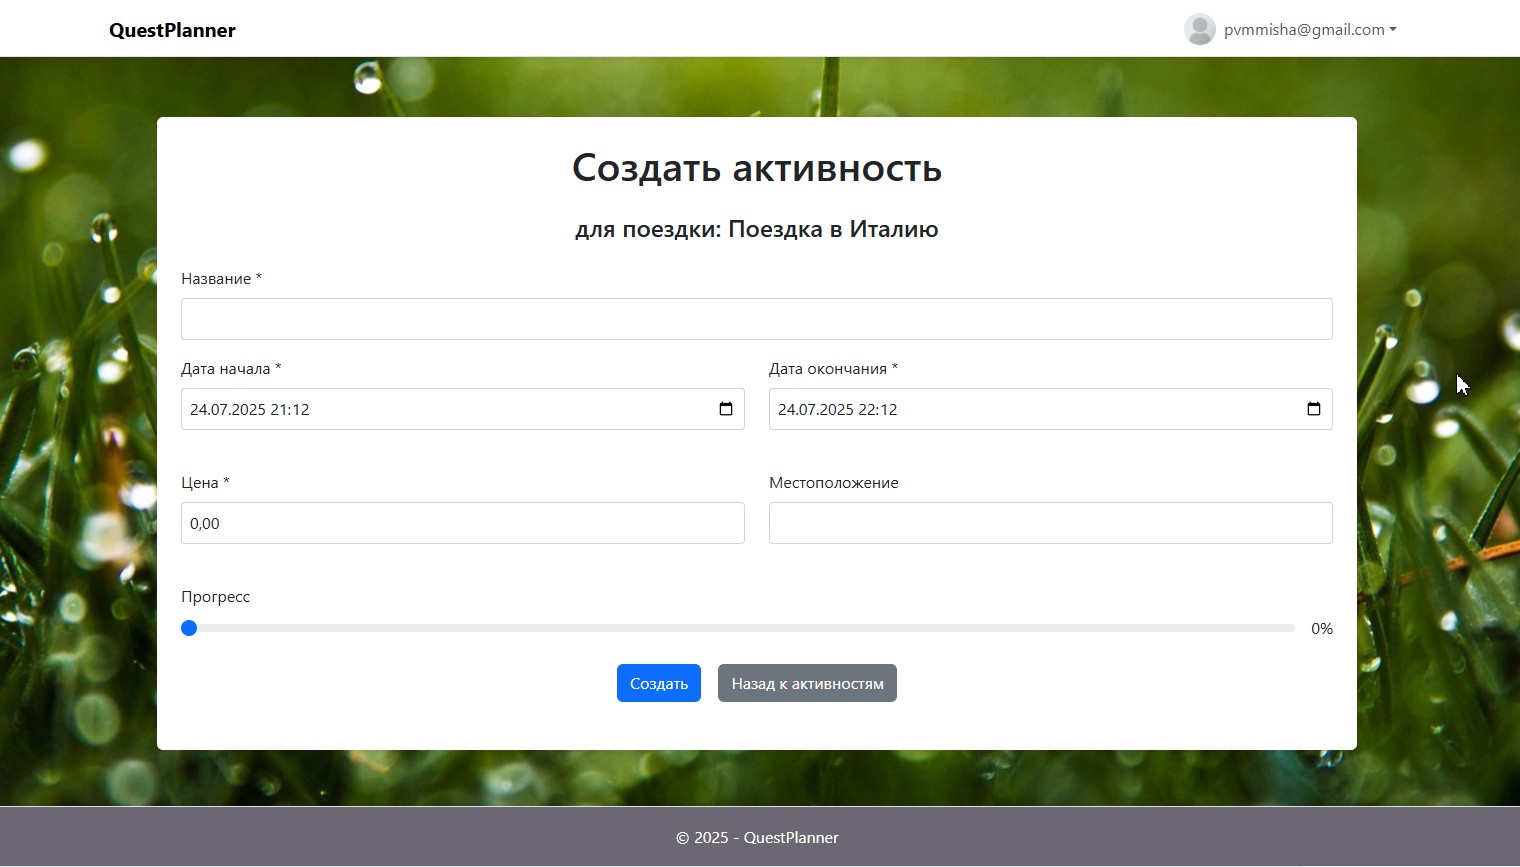 QuestPlanner
pvmmisha@gmail.com
Создать активность
для поездки: Поездка в Италию
Название *
Дата начала *
Дата окончания *
24.07.2025 21:12
24.07.2025 22:12
Цена *
Местоположение
0,00
Прогресс
0%
Создать
Назад к активностям
© 2025 - QuestPlanner